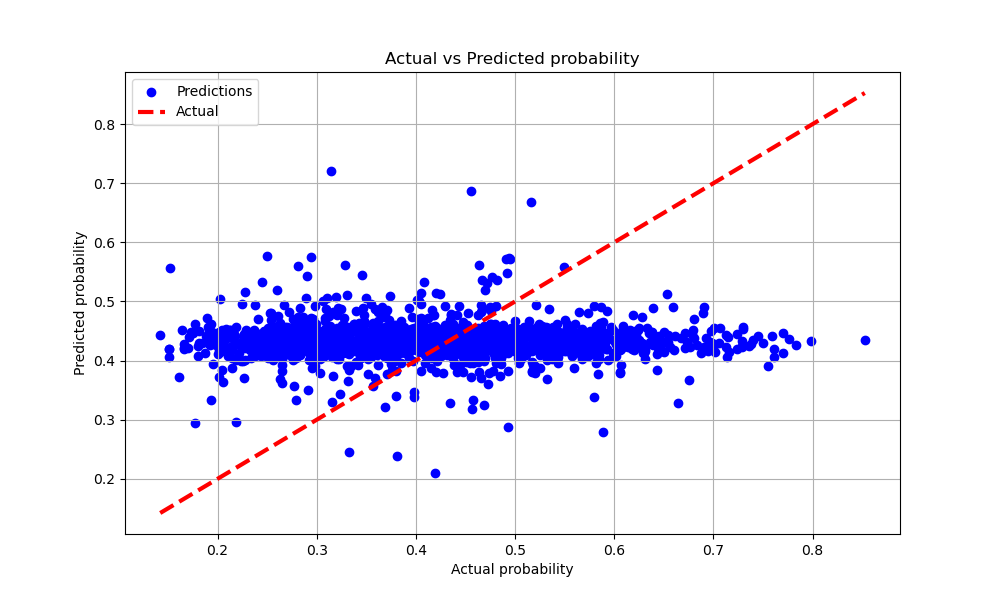 Actual vs Predicted probability
Predictions
Actual
Predicted probability
0.8
0.7
0.6
0.5
0.4
0.3
0.2
0.2 0.3 0.4 0.5 0.6 0.7 0.8
Actual probability